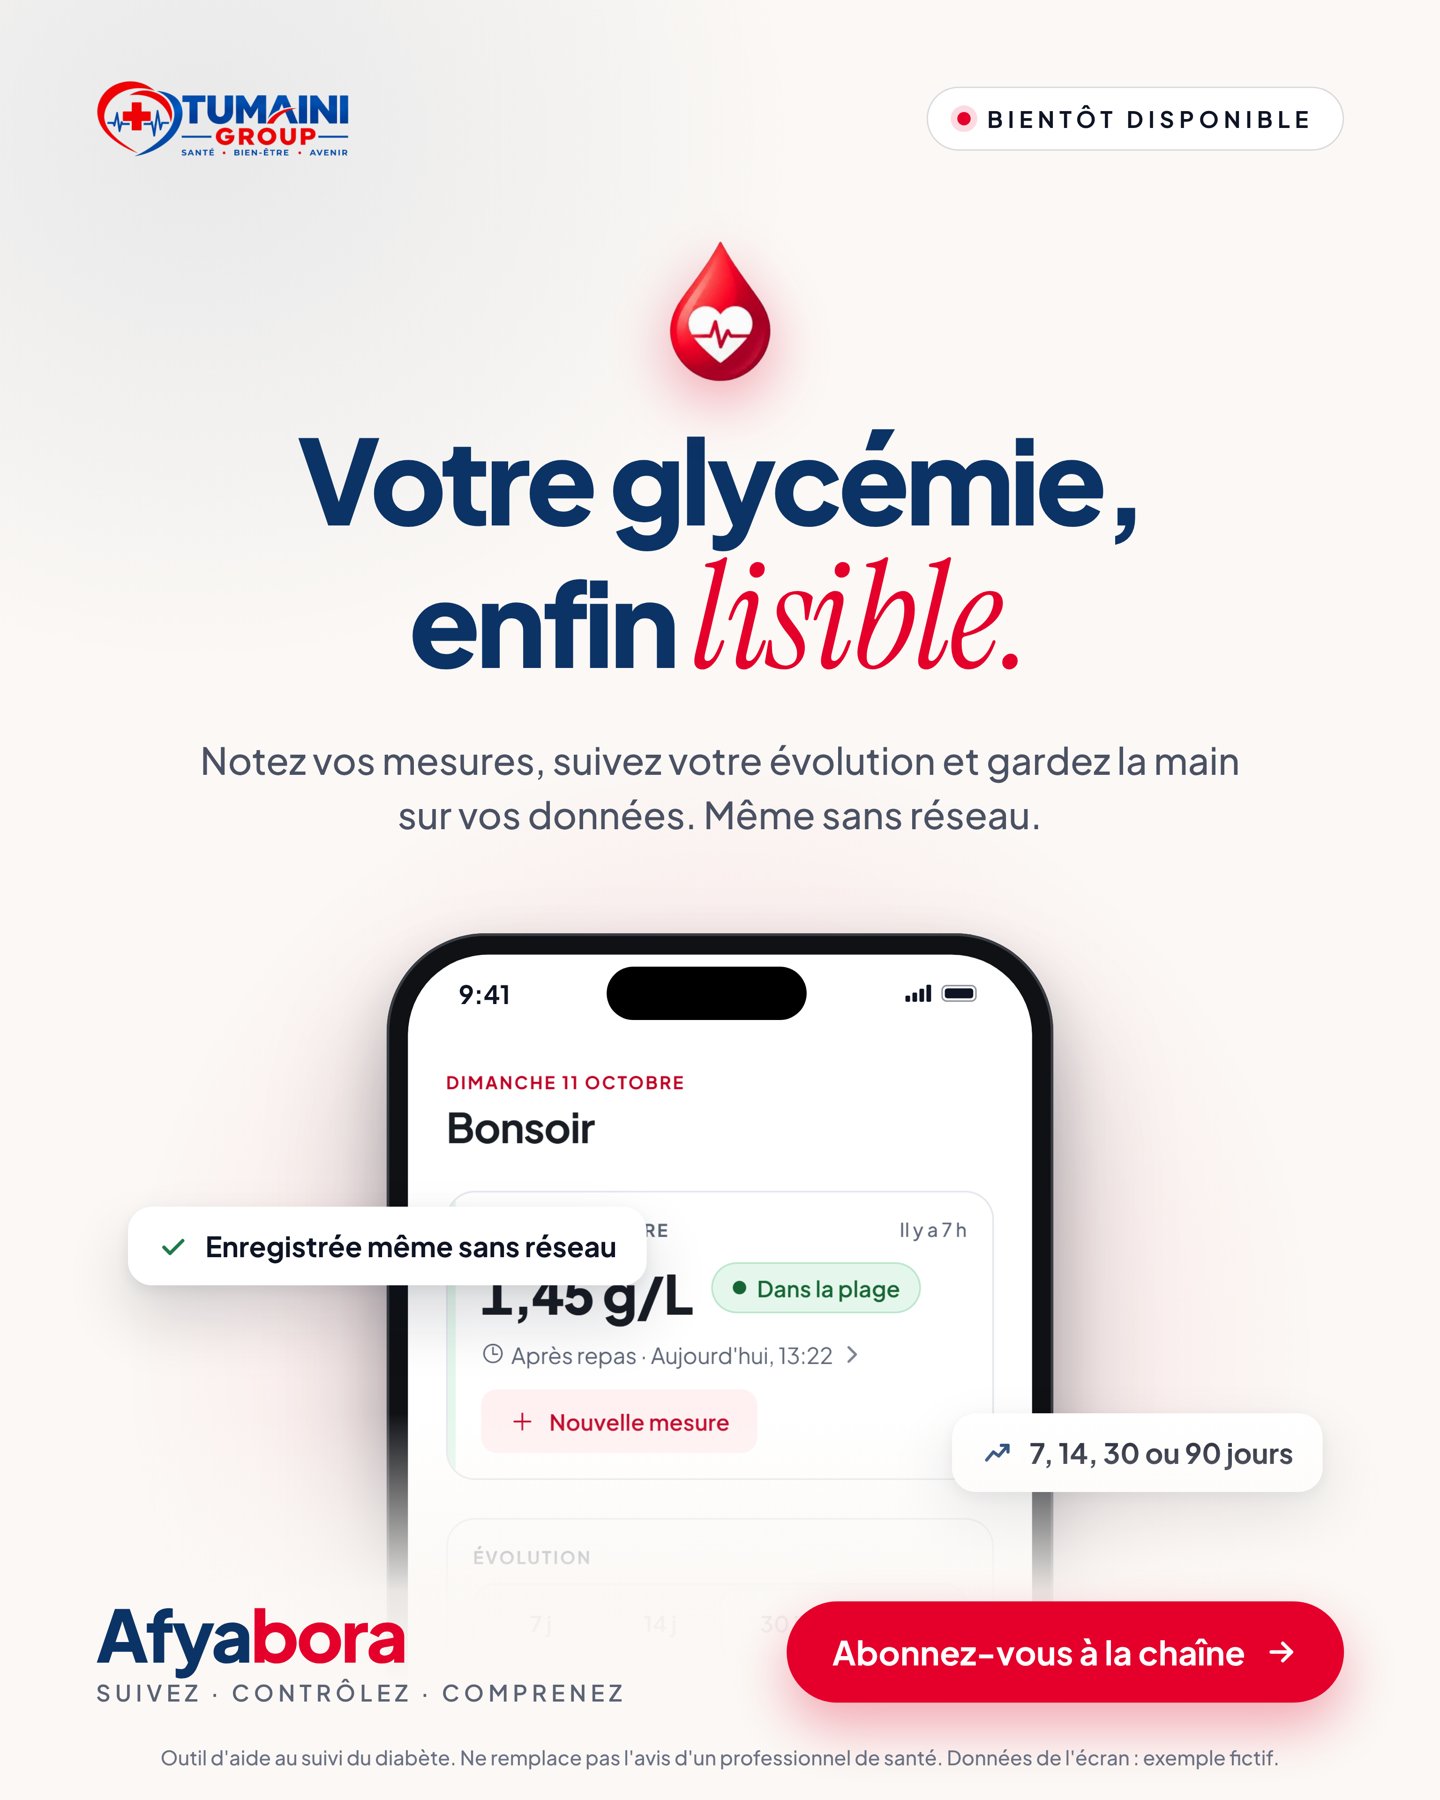 TUMAINI
GROUP
SANTÉ • BIEN-ÊTRE • AVENIR
BIENTÔT DISPONIBLE
Votre glycémie,
enfin lisible.
Notez vos mesures, suivez votre évolution et gardez la main
sur vos données. Même sans réseau.
9:41
DIMANCHE 11 OCTOBRE
Bonsoir
Il y a 7 h
Enregistrée même sans réseau
1,45 g/L
Dans la plage
Après repas · Aujourd'hui, 13:22
Nouvelle mesure
7, 14, 30 ou 90 jours
ÉVOLUTION
7 j 14 j 30
Afyabora
SUIVEZ · CONTRÔLEZ · COMPRENEZ
Abonnez-vous à la chaîne
Outil d'aide au suivi du diabète. Ne remplace pas l'avis d'un professionnel de santé. Données de l'écran : exemple fictif.